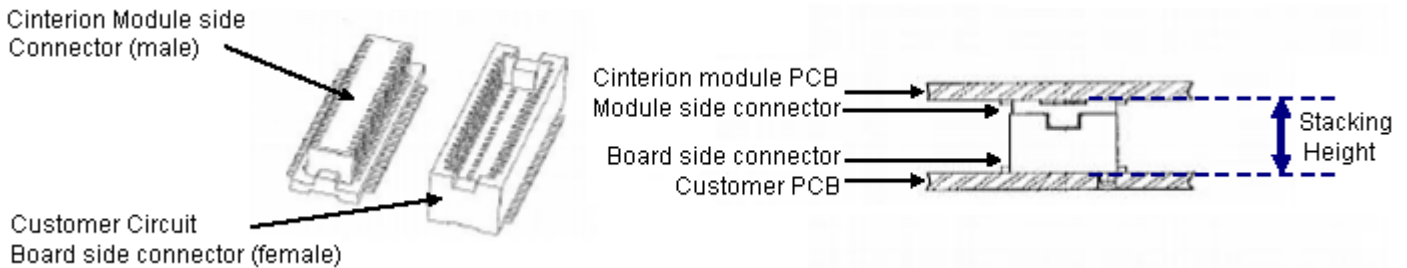 Cinterion Module side
Connector (male)
Customer Circuit
Board side connector (female)
Cinterion module PCB
Module side connector
Board side connector
Customer PCB
Stacking
Height